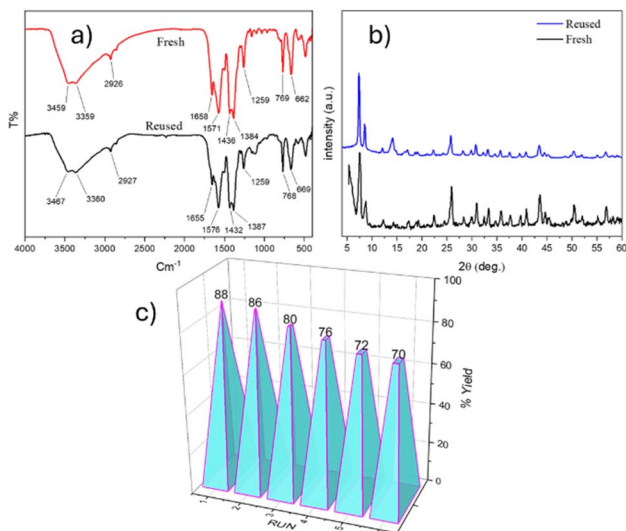 a)
Fresh
3459
3359
2926
1658
1571
1436
1384
1259
769
662
Reused
3467
3360
2927
1655
1576
1432
1387
1259
768
669
T%
4000 3500 3000 2500 2000 1500 1000 500
Cm-1
b)
Reused
Fresh
intensity (a.u.)
5 10 15 20 25 30 35 40 45 50 55 60
2θ (deg.)
c)
88 86 80 76 72 70
100
80
60
40
20
0
% Yield
1 2 3 4 5
RUN